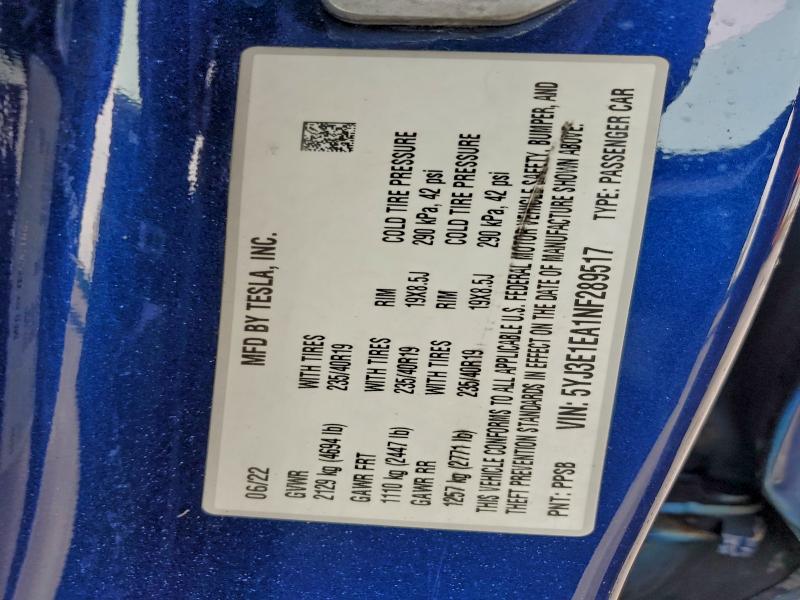 MFD BY TESLA, INC.
06/22
GVWR WITH TIRES RIM COLD TIRE PRESSURE
2129 kg (4694 lb) 235/40R19 19X8.5J 290 kPa, 42 psi
GAWR FRT WITH TIRES RIM COLD TIRE PRESSURE
1110 kg (2447 lb) 235/40R19 19X8.5J 290 kPa, 42 psi
GAWR RR WITH TIRES
1257 kg (2771 lb) 235/40R19
THIS VEHICLE CONFORMS TO ALL APPLICABLE U.S. FEDERAL MOTOR VEHICLE SAFETY, BUMPER, AND
THEFT PREVENTION STANDARDS IN EFFECT ON THE DATE OF MANUFACTURE SHOWN ABOVE:
PNT: PPSB VIN: 5YJ3E1EA1NF289517 TYPE: PASSENGER CAR